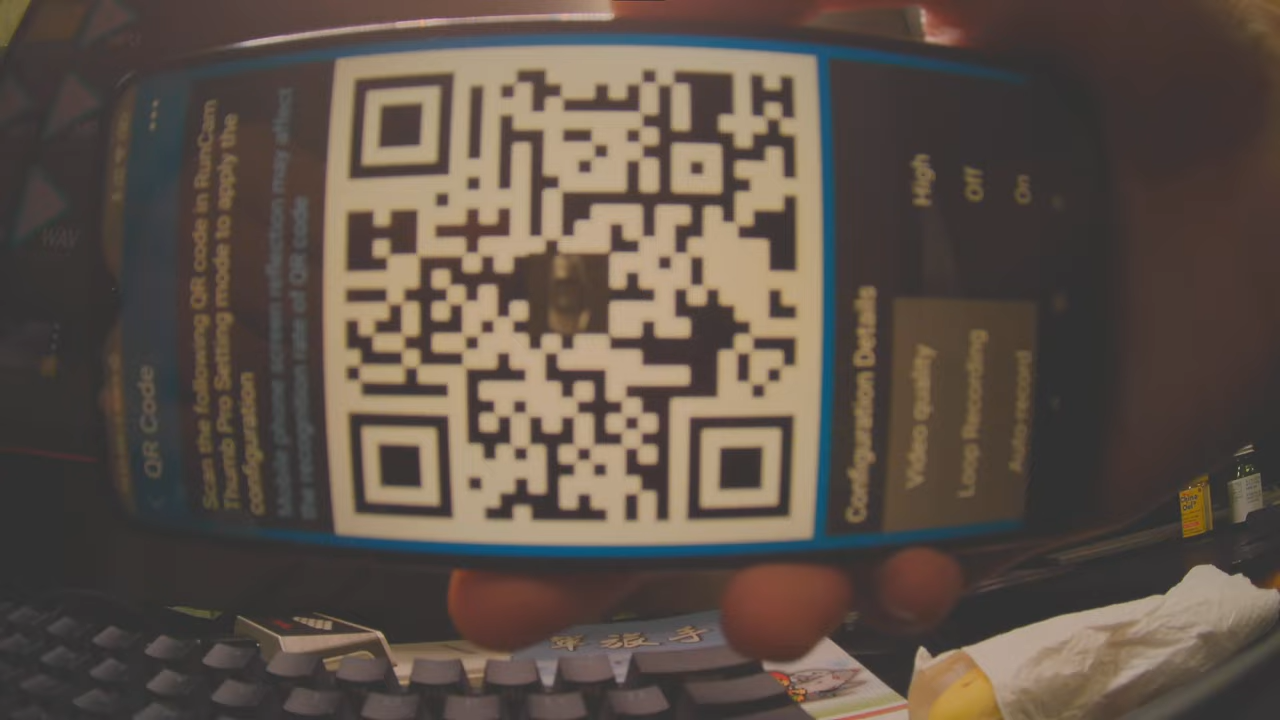 QR Code
Scan the following QR code in RunCam
Thumb Pro Setting mode to apply the
configuration
Mobile phone screen reflection may affect
the recognition rate of QR code
Configuration Details
Video quality High
Loop Recording Off
Auto record On
WAV